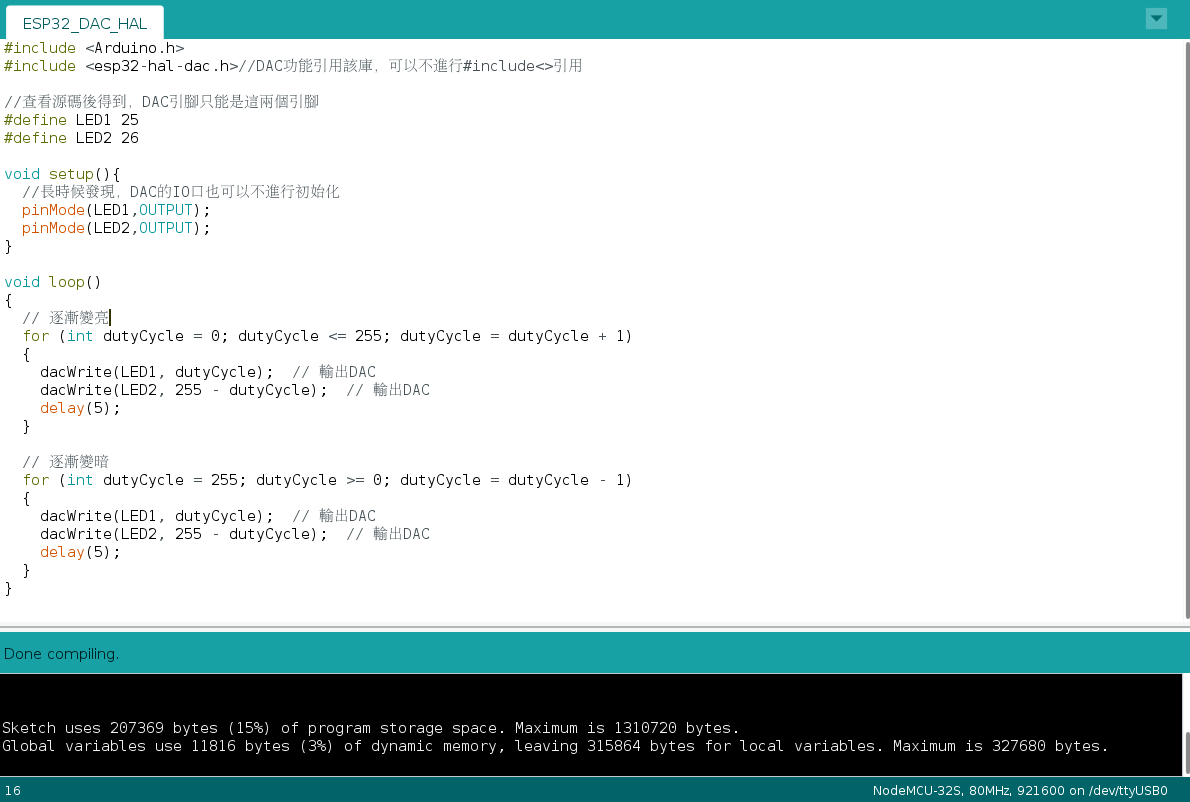 ESP32_DAC_HAL
#include <Arduino.h>
#include <esp32-hal-dac.h>//DAC功能引用該庫，可以不進行#include<>引用
//查看源碼後得到，DAC引腳只能是這兩個引腳
#define LED1 25
#define LED2 26
void setup(){
  //長時候發現，DAC的IO口也可以不進行初始化
  pinMode(LED1,OUTPUT);
  pinMode(LED2,OUTPUT);
}
void loop()
{
  // 逐漸變亮
  for (int dutyCycle = 0; dutyCycle <= 255; dutyCycle = dutyCycle + 1)
  {
    dacWrite(LED1, dutyCycle);  // 輸出DAC
    dacWrite(LED2, 255 - dutyCycle);  // 輸出DAC
    delay(5);
  }
  // 逐漸變暗
  for (int dutyCycle = 255; dutyCycle >= 0; dutyCycle = dutyCycle - 1)
  {
    dacWrite(LED1, dutyCycle);  // 輸出DAC
    dacWrite(LED2, 255 - dutyCycle);  // 輸出DAC
    delay(5);
  }
}
Done compiling.
Sketch uses 207369 bytes (15%) of program storage space. Maximum is 1310720 bytes.
Global variables use 11816 bytes (3%) of dynamic memory, leaving 315864 bytes for local variables. Maximum is 327680 bytes.
16 NodeMCU-32S, 80MHz, 921600 on /dev/ttyUSB0